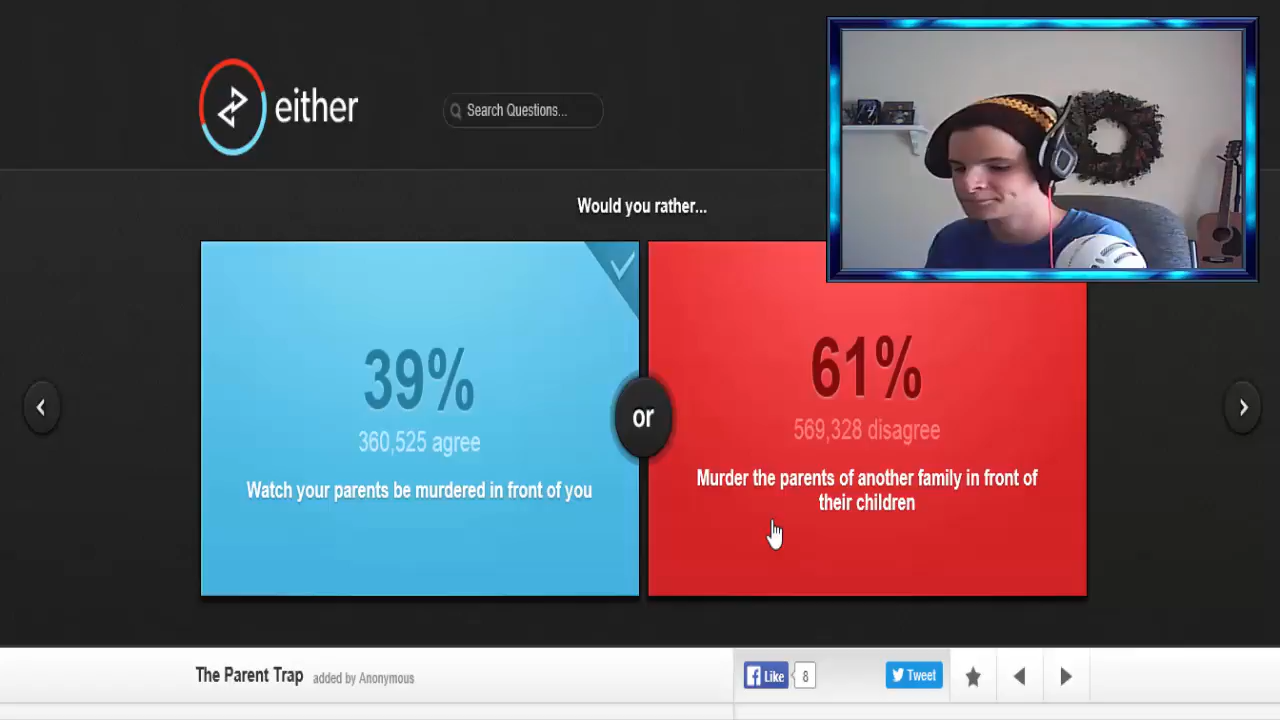 either
Search Questions...
Would you rather...
39%
360,525 agree
Watch your parents be murdered in front of you
or
61%
569,328 disagree
Murder the parents of another family in front of
their children
The Parent Trap added by Anonymous
Like 8
Tweet